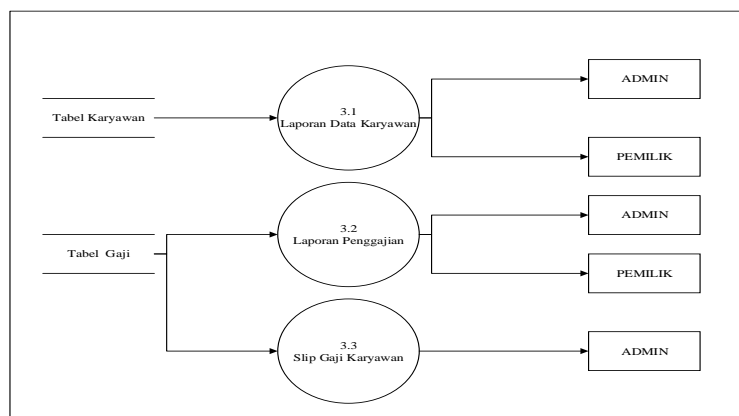 ADMIN
Tabel Karyawan
3.1
Laporan Data Karyawan
PEMILIK
ADMIN
Tabel Gaji
3.2
Laporan Penggajian
PEMILIK
3.3
Slip Gaji Karyawan
ADMIN